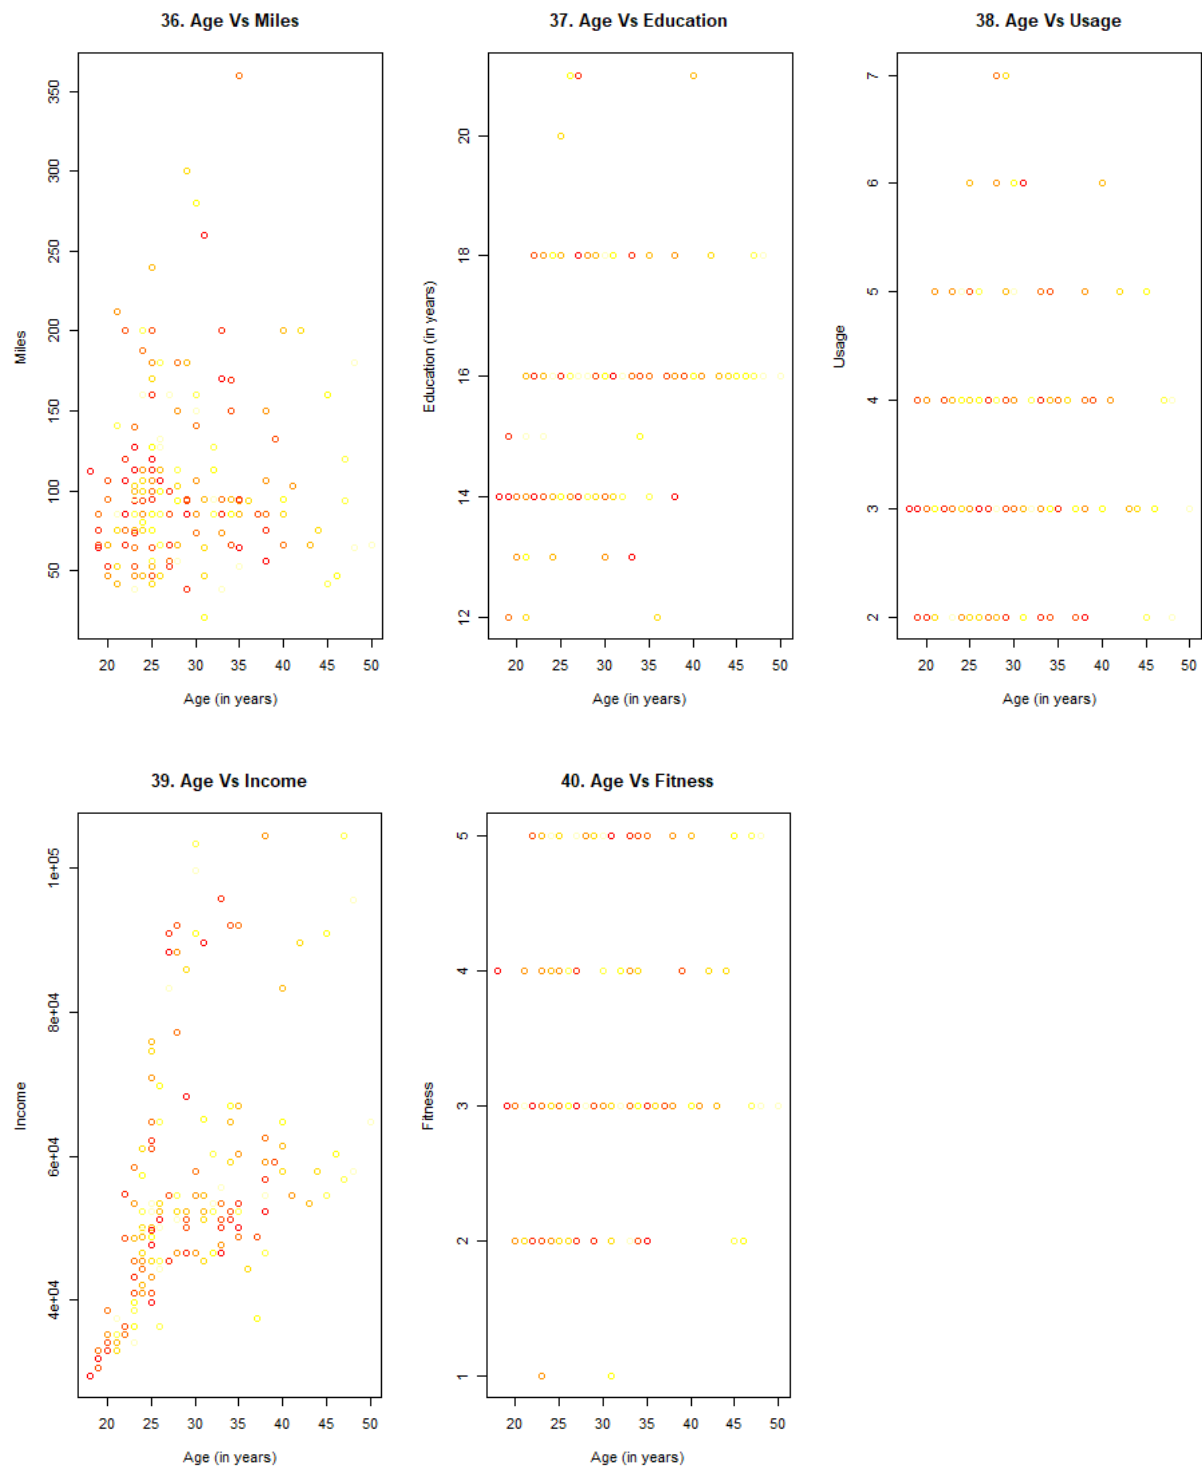 36. Age Vs Miles
37. Age Vs Education
38. Age Vs Usage
Miles
350
300
250
200
150
100
50
20 25 30 35 40 45 50
Age (in years)
Education (in years)
20
18
16
14
12
20 25 30 35 40 45 50
Age (in years)
Usage
7
6
5
4
3
2
20 25 30 35 40 45 50
Age (in years)
39. Age Vs Income
40. Age Vs Fitness
Income
1e+05
8e+04
6e+04
4e+04
20 25 30 35 40 45 50
Age (in years)
Fitness
5
4
3
2
1
20 25 30 35 40 45 50
Age (in years)